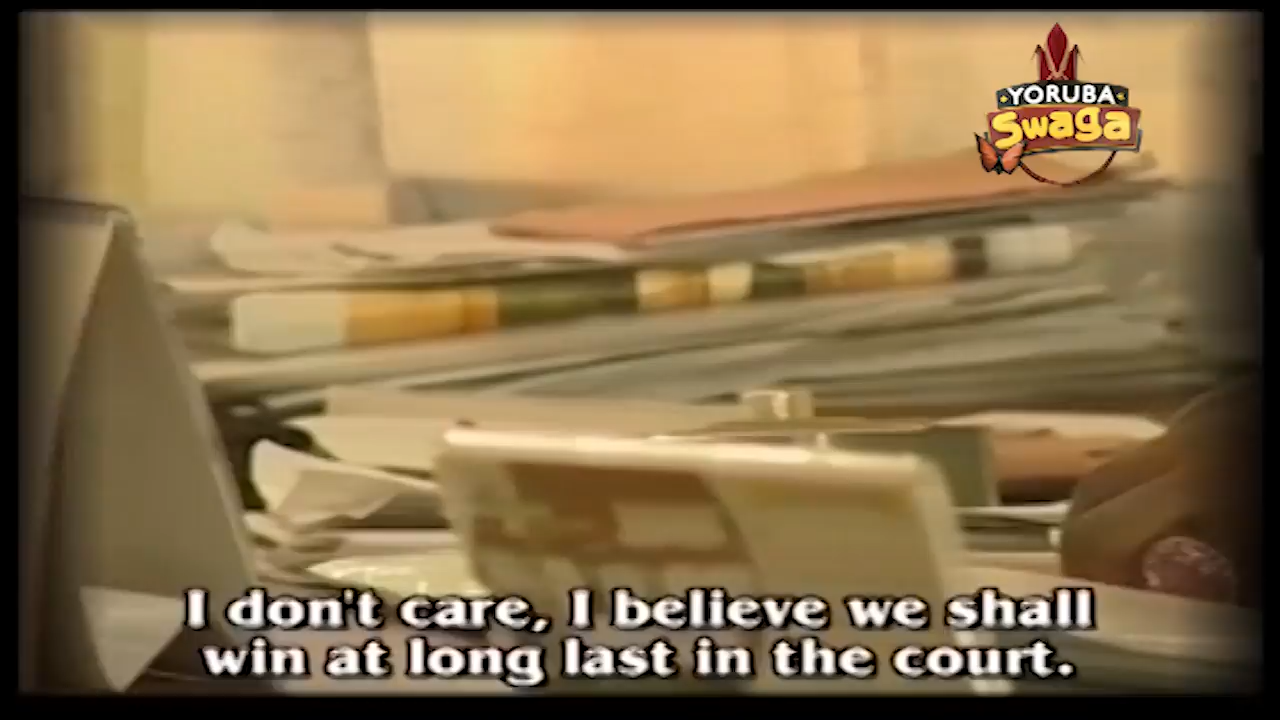 YORUBA
Swaga
I don't care, I believe we shall
win at long last in the court.